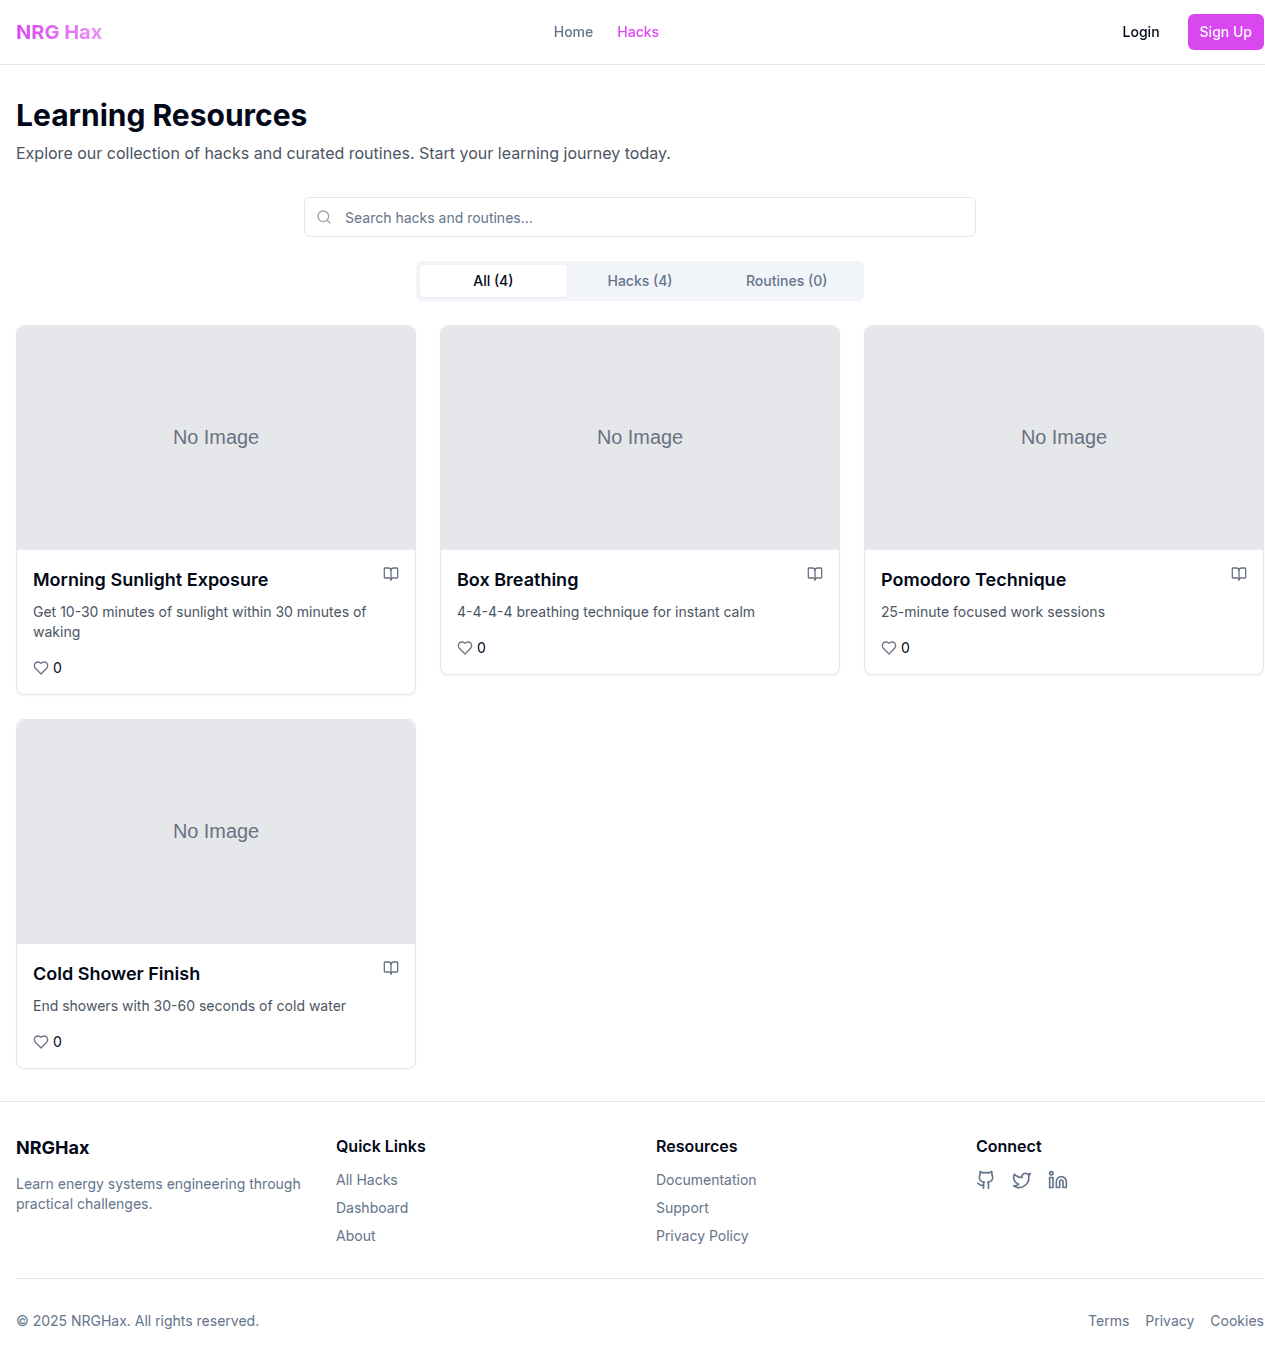 NRG Hax
Home
Hacks
Login
Sign Up
Learning Resources
Explore our collection of hacks and curated routines. Start your learning journey today.
Search hacks and routines...
All (4)
Hacks (4)
Routines (0)
No Image
No Image
No Image
Morning Sunlight Exposure
Get 10-30 minutes of sunlight within 30 minutes of
waking
0
Box Breathing
4-4-4-4 breathing technique for instant calm
0
Pomodoro Technique
25-minute focused work sessions
0
No Image
Cold Shower Finish
End showers with 30-60 seconds of cold water
0
NRGHax
Learn energy systems engineering through
practical challenges.
Quick Links
All Hacks
Dashboard
About
Resources
Documentation
Support
Privacy Policy
Connect
© 2025 NRGHax. All rights reserved.
Terms
Privacy
Cookies